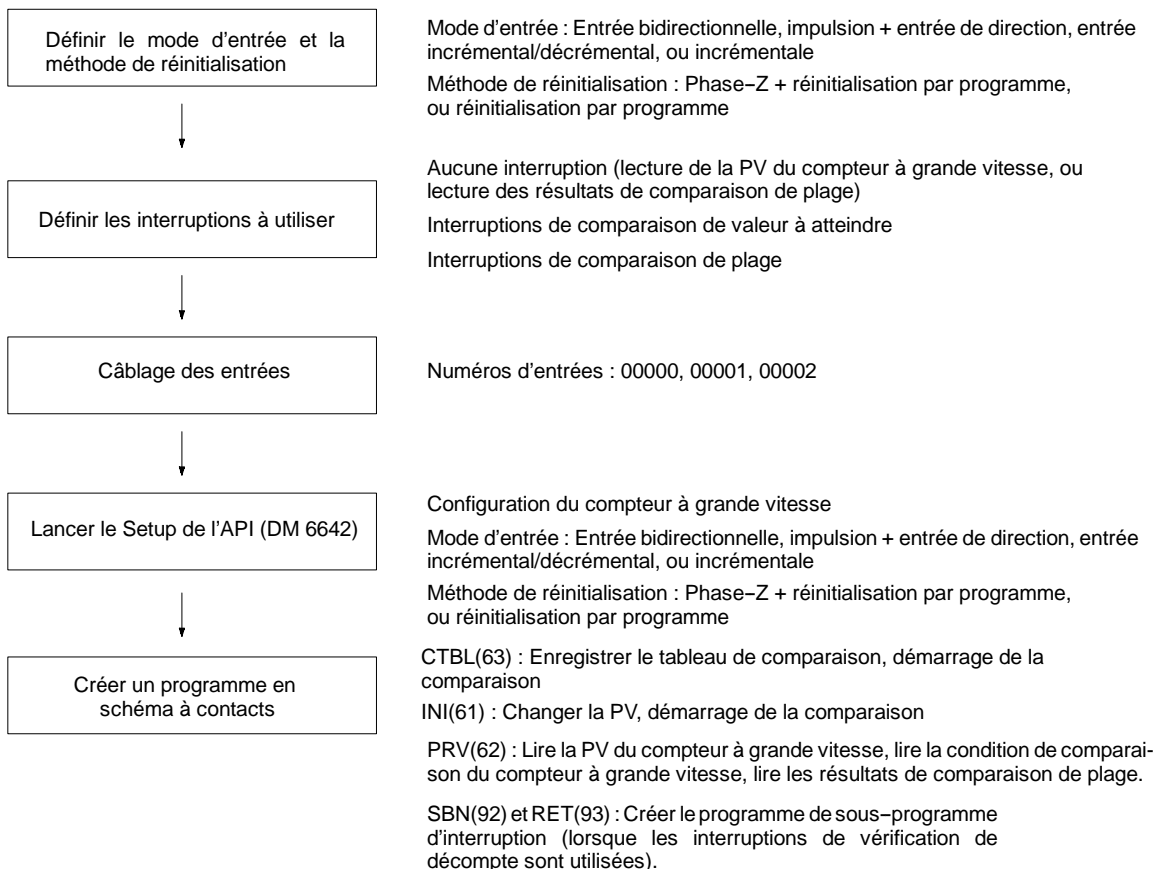 Définir le mode d'entrée et la
méthode de réinitialisation
Mode d'entrée : Entrée bidirectionnelle, impulsion + entrée de direction, entrée
incrémental/décrémental, ou incrémentale
Méthode de réinitialisation : Phase-Z + réinitialisation par programme,
ou réinitialisation par programme
Définir les interruptions à utiliser
Aucune interruption (lecture de la PV du compteur à grande vitesse, ou
lecture des résultats de comparaison de plage)
Interruptions de comparaison de valeur à atteindre
Interruptions de comparaison de plage
Câblage des entrées
Numéros d'entrées : 00000, 00001, 00002
Lancer le Setup de l'API (DM 6642)
Configuration du compteur à grande vitesse
Mode d'entrée : Entrée bidirectionnelle, impulsion + entrée de direction, entrée
incrémental/décrémental, ou incrémentale
Méthode de réinitialisation : Phase-Z + réinitialisation par programme,
ou réinitialisation par programme
Créer un programme en
schéma à contacts
CTBL(63) : Enregistrer le tableau de comparaison, démarrage de la
comparaison
INI(61) : Changer la PV, démarrage de la comparaison
PRV(62) : Lire la PV du compteur à grande vitesse, lire la condition de comparai-
son du compteur à grande vitesse, lire les résultats de comparaison de plage.
SBN(92) et RET(93) : Créer le programme de sous-programme
d'interruption (lorsque les interruptions de vérification de
décompte sont utilisées).